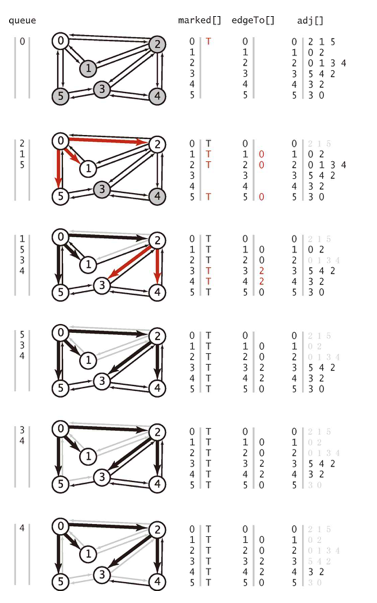 queue marked[] edgeTo[] adj[]
0 0 2 0 T 0 0 2 1 5
1 1 1 0 2
1 2 2 2 0 1 3 4
3 3 3 3 5 4 2
5 4 4 4 4 3 2
5 5 5 3 0
2 0 2 0 T 0 0 2 1 5
1 1 T 1 0 1 0 2
5 1 2 T 2 0 2 0 1 3 4
3 3 3 3 5 4 2
5 4 4 4 4 3 2
5 T 5 0 5 3 0
1 0 2 0 T 0 0 2 1 5
5 1 T 1 0 1 0 2
3 1 2 T 2 0 2 0 1 3 4
4 3 3 T 3 2 3 5 4 2
5 4 4 T 4 2 4 3 2
5 T 5 0 5 3 0
5 0 2 0 T 0 0 2 1 5
3 1 T 1 0 1 0 2
4 1 2 T 2 0 2 0 1 3 4
3 3 T 3 2 3 5 4 2
5 4 4 T 4 2 4 3 2
5 T 5 0 5 3 0
3 0 2 0 T 0 0 2 1 5
4 1 T 1 0 1 0 2
1 2 T 2 0 2 0 1 3 4
3 3 T 3 2 3 5 4 2
5 4 4 T 4 2 4 3 2
5 T 5 0 5 3 0
4 0 2 0 T 0 0 2 1 5
1 T 1 0 1 0 2
1 2 T 2 0 2 0 1 3 4
3 3 T 3 2 3 5 4 2
5 4 4 T 4 2 4 3 2
5 T 5 0 5 3 0